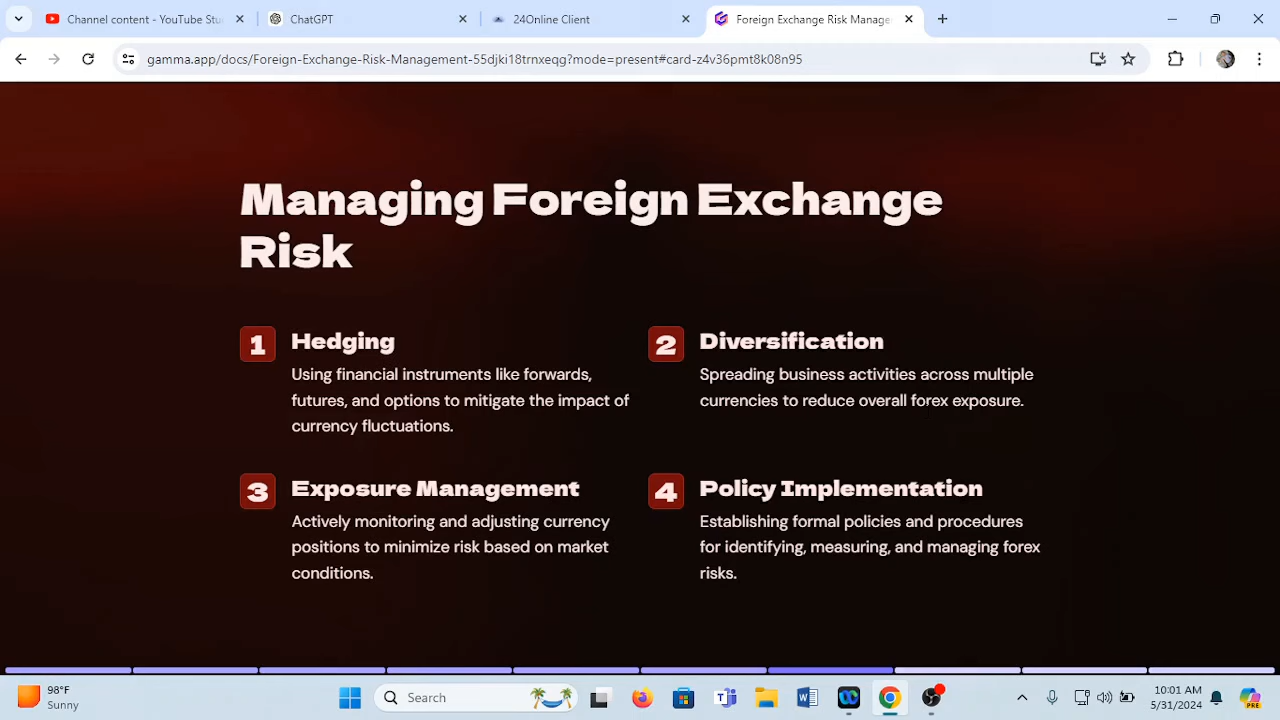 Channel content - YouTube Stu
ChatGPT
24Online Client
Foreign Exchange Risk Manage
gamma.app/docs/Foreign-Exchange-Risk-Management-55djki18trnxeqg?mode=present#card-z4v36pmt8k08n95
Managing Foreign Exchange
Risk
1 Hedging
Using financial instruments like forwards,
futures, and options to mitigate the impact of
currency fluctuations.
2 Diversification
Spreading business activities across multiple
currencies to reduce overall forex exposure.
3 Exposure Management
Actively monitoring and adjusting currency
positions to minimize risk based on market
conditions.
4 Policy Implementation
Establishing formal policies and procedures
for identifying, measuring, and managing forex
risks.
98°F
Sunny
Search
10:01 AM
5/31/2024
PRE